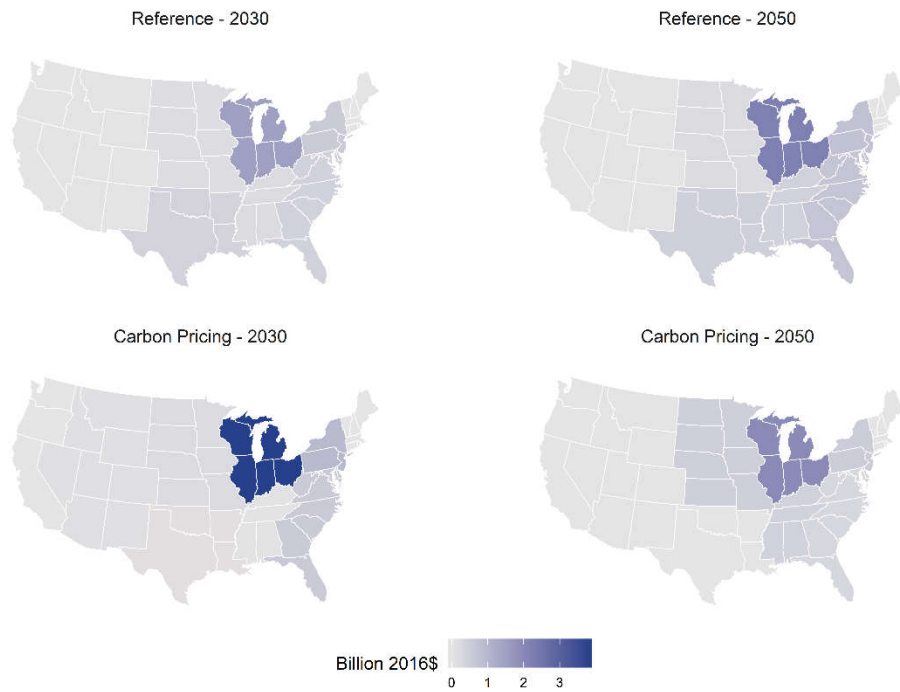 Reference - 2030
Reference - 2050
Carbon Pricing - 2030
Carbon Pricing - 2050
Billion 2016$
0 1 2 3